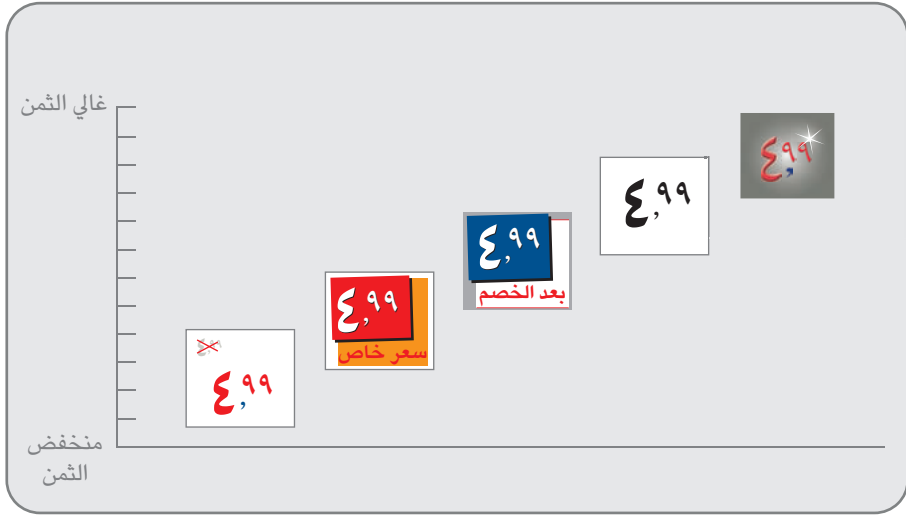 غالي الثمن
٤,٩٩
٤,٩٩
٤,٩٩
بعد الخصم
٤,٩٩
سعر خاص
٤,٩٩
منخفض
الثمن